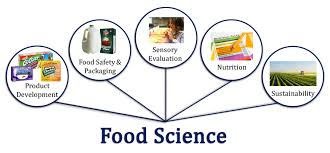 Sensory
Evaluation
Food Safety &
Packaging
Nutrition
Product
Development
Sustainability
Food Science